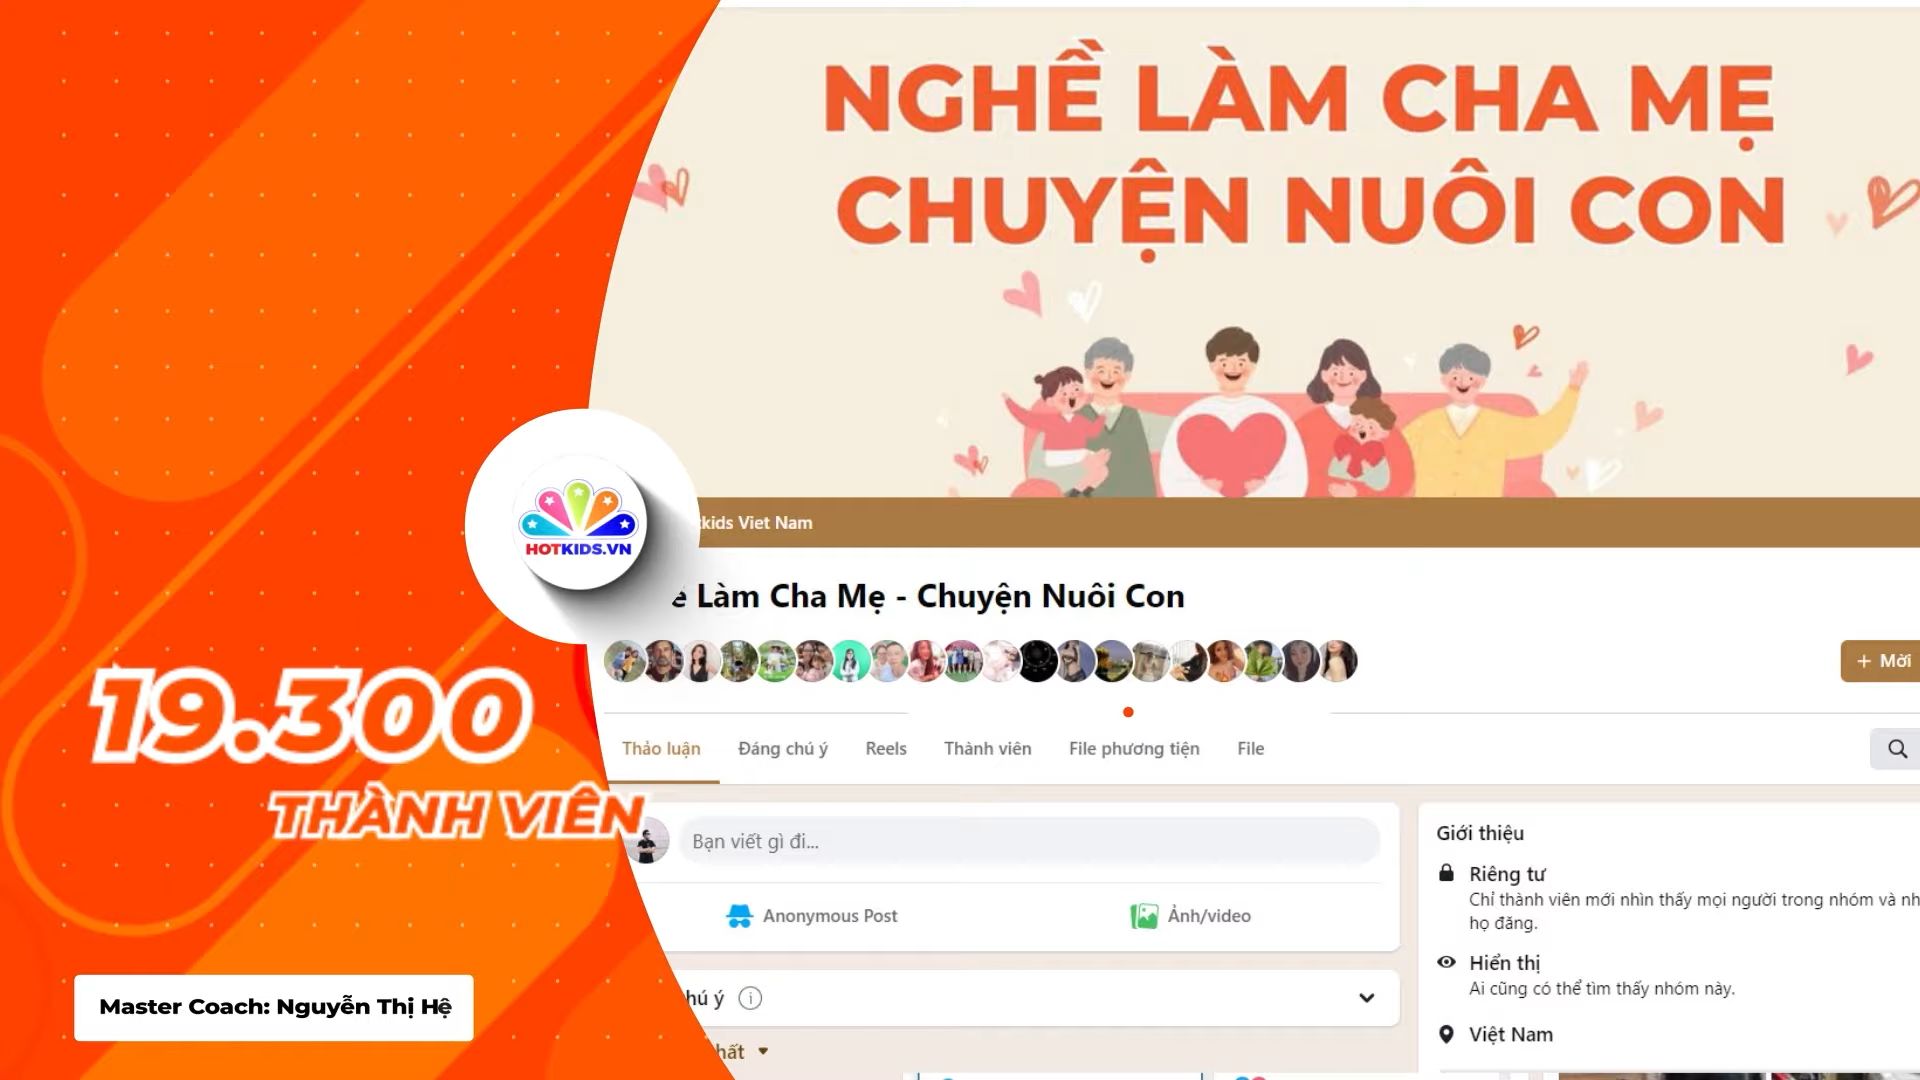 NGHỀ LÀM CHA MẸ
CHUYỆN NUÔI CON
HOTKIDS.VN
kids Viet Nam
Làm Cha Mẹ - Chuyện Nuôi Con
+ Mời
19.300
THÀNH VIÊN
Thảo luận Đáng chú ý Reels Thành viên File phương tiện File
Bạn viết gì đi...
Anonymous Post
Ảnh/video
hú ý
hất
Giới thiệu
Riêng tư
Chỉ thành viên mới nhìn thấy mọi người trong nhóm và nh
họ đăng.
Hiển thị
Ai cũng có thể tìm thấy nhóm này.
Việt Nam
Master Coach: Nguyễn Thị Hệ